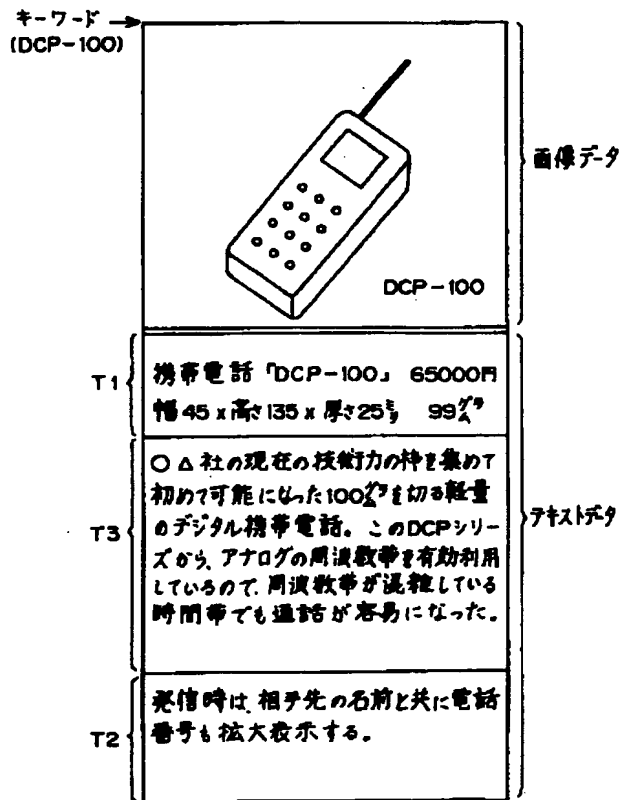 キーワード
(DCP-100)
画像データ
DCP-100
T1
携帯電話「DCP-100」 65000円
幅45×高さ135×厚さ25㍉ 99㌘
T3
○△社の現在の技術力の枠を集めて
初めて可能になった100㌘を切る軽量
のデジタル携帯電話。このDCPシリー
ズから、アナログの周波数帯を有効利用
しているので、周波数帯が混雑している
時間帯でも通話が容易になった。
テキストデータ
T2
発信時は、相手先の名前と共に電話
番号も拡大表示する。